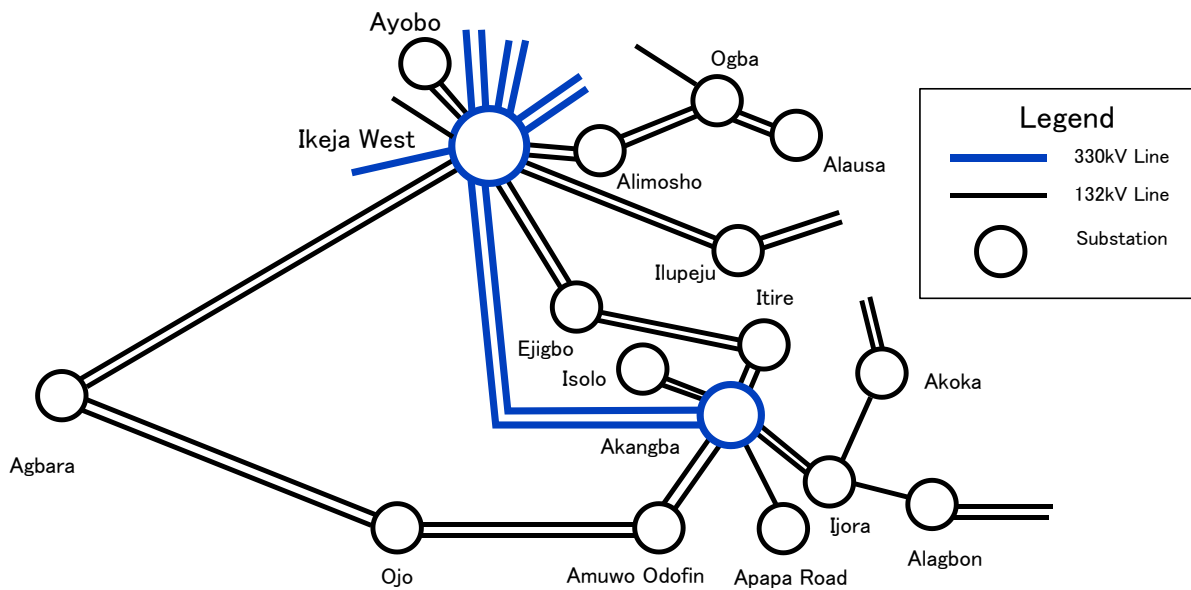 Ayobo
Ogba
Legend
Ikeja West
330kV Line
Alimosho
Alausa
132kV Line
Substation
Ilupeju
Itire
Ejigbo
Isolo
Akoka
Akangba
Agbara
Ijora
Alagbon
Ojo
Amuwo Odofin
Apapa Road